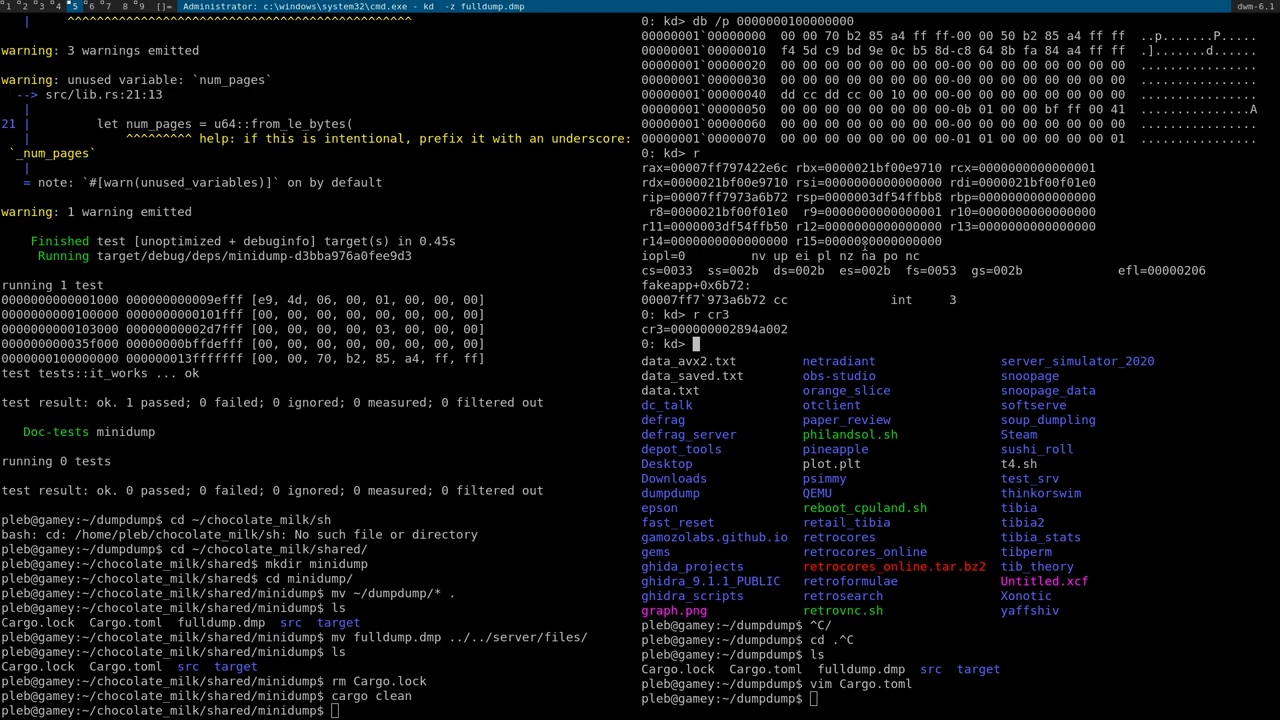 1 2 3 4 5 6 7 8 9 []= Administrator: c:\windows\system32\cmd.exe - kd -z fulldump.dmp dwm-6.1
| ^^^^^^^^^^^^^^^^^^^^^^^^^^^^^^^^^^^^^^^^^^^
warning: 3 warnings emitted
warning: unused variable: `num_pages`
--> src/lib.rs:21:13
|
21 | let num_pages = u64::from_le_bytes(
| ^^^^^^^^^ help: if this is intentional, prefix it with an underscore:
`_num_pages`
|
= note: `#[warn(unused_variables)]` on by default
warning: 1 warning emitted
Finished test [unoptimized + debuginfo] target(s) in 0.45s
Running target/debug/deps/minidump-d3bba976a0fee9d3
running 1 test
0000000000001000 000000000009efff [e9, 4d, 06, 00, 01, 00, 00, 00]
0000000000100000 0000000000101fff [00, 00, 00, 00, 00, 00, 00, 00]
0000000000103000 00000000002d7fff [00, 00, 00, 00, 03, 00, 00, 00]
000000000035f000 00000000bffdefff [00, 00, 00, 00, 00, 00, 00, 00]
0000000100000000 000000013fffffff [00, 00, 70, b2, 85, a4, ff, ff]
test tests::it_works ... ok
test result: ok. 1 passed; 0 failed; 0 ignored; 0 measured; 0 filtered out
Doc-tests minidump
running 0 tests
test result: ok. 0 passed; 0 failed; 0 ignored; 0 measured; 0 filtered out
pleb@gamey:~/dumpdump$ cd ~/chocolate_milk/sh
bash: cd: /home/pleb/chocolate_milk/sh: No such file or directory
pleb@gamey:~/dumpdump$ cd ~/chocolate_milk/shared/
pleb@gamey:~/chocolate_milk/shared$ mkdir minidump
pleb@gamey:~/chocolate_milk/shared$ cd minidump/
pleb@gamey:~/chocolate_milk/shared/minidump$ mv ~/dumpdump/* .
pleb@gamey:~/chocolate_milk/shared/minidump$ ls
Cargo.lock Cargo.toml fulldump.dmp src target
pleb@gamey:~/chocolate_milk/shared/minidump$ mv fulldump.dmp ../../server/files/
pleb@gamey:~/chocolate_milk/shared/minidump$ ls
Cargo.lock Cargo.toml src target
pleb@gamey:~/chocolate_milk/shared/minidump$ rm Cargo.lock
pleb@gamey:~/chocolate_milk/shared/minidump$ cargo clean
pleb@gamey:~/chocolate_milk/shared/minidump$
0: kd> db /p 0000000100000000
00000001`00000000 00 00 70 b2 85 a4 ff ff-00 00 50 b2 85 a4 ff ff ..p.......P.....
00000001`00000010 f4 5d c9 bd 9e 0c b5 8d-c8 64 8b fa 84 a4 ff ff .].......d......
00000001`00000020 00 00 00 00 00 00 00 00-00 00 00 00 00 00 00 00 ................
00000001`00000030 00 00 00 00 00 00 00 00-00 00 00 00 00 00 00 00 ................
00000001`00000040 dd cc dd cc 00 10 00 00-00 00 00 00 00 00 00 00 ................
00000001`00000050 00 00 00 00 00 00 00 00-0b 01 00 00 bf ff 00 41 ...............A
00000001`00000060 00 00 00 00 00 00 00 00-00 00 00 00 00 00 00 00 ................
00000001`00000070 00 00 00 00 00 00 00 00-01 01 00 00 00 00 00 01 ................
0: kd> r
rax=00007ff797422e6c rbx=0000021bf00e9710 rcx=0000000000000001
rdx=0000021bf00e9710 rsi=0000000000000000 rdi=0000021bf00f01e0
rip=00007ff7973a6b72 rsp=0000003df54ffbb8 rbp=0000000000000000
r8=0000021bf00f01e0 r9=0000000000000001 r10=0000000000000000
r11=0000003df54ffb50 r12=0000000000000000 r13=0000000000000000
r14=0000000000000000 r15=0000000000000000
iopl=0 nv up ei pl nz na po nc
cs=0033 ss=002b ds=002b es=002b fs=0053 gs=002b efl=00000206
fakeapp+0x6b72:
00007ff7`973a6b72 cc int 3
0: kd> r cr3
cr3=000000002894a002
0: kd>
data_avx2.txt netradiant server_simulator_2020
data_saved.txt obs-studio snoopage
data.txt orange_slice snoopage_data
dc_talk otclient softserve
defrag paper_review soup_dumpling
defrag_server philandsol.sh Steam
depot_tools pineapple sushi_roll
Desktop plot.plt t4.sh
Downloads psimmy test_srv
dumpdump QEMU thinkorswim
epson reboot_cpuland.sh tibia
fast_reset retail_tibia tibia2
gamozolabs.github.io retrocores tibia_stats
gems retrocores_online tibperm
ghida_projects retrocores_online.tar.bz2 tib_theory
ghidra_9.1.1_PUBLIC retroformulae Untitled.xcf
ghidra_scripts retrosearch Xonotic
graph.png retrovnc.sh yaffshiv
pleb@gamey:~/dumpdump$ ^C/
pleb@gamey:~/dumpdump$ cd .^C
pleb@gamey:~/dumpdump$ ls
Cargo.lock Cargo.toml fulldump.dmp src target
pleb@gamey:~/dumpdump$ vim Cargo.toml
pleb@gamey:~/dumpdump$